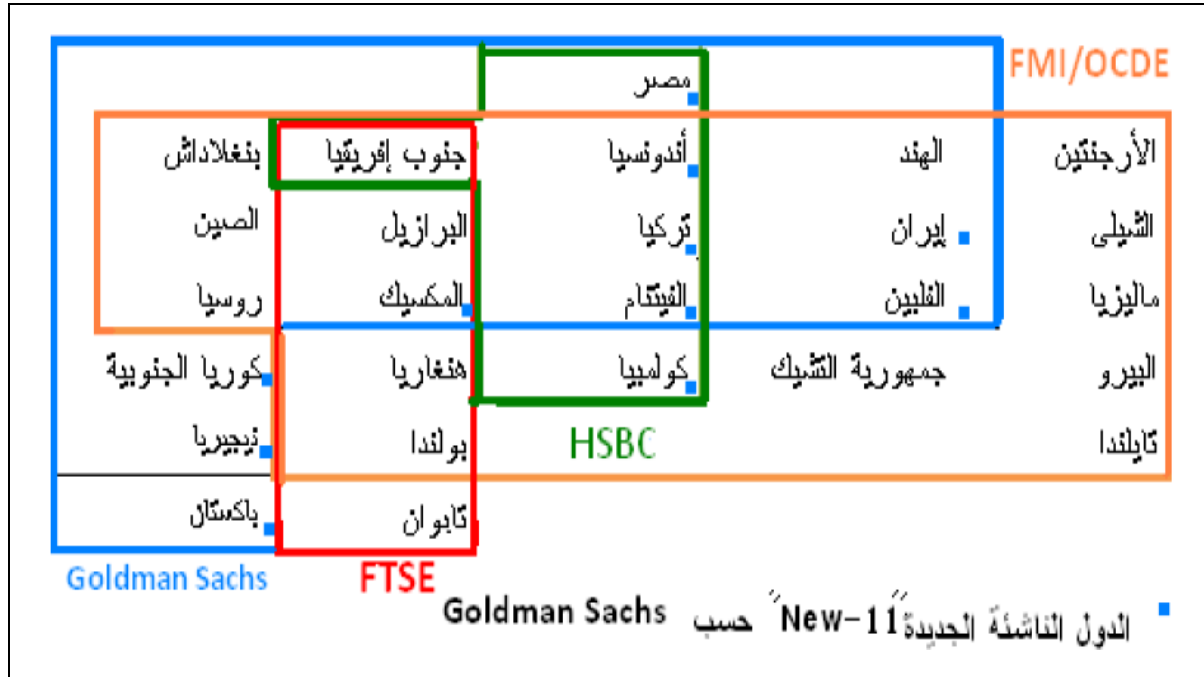 FMI/OCDE
مصر
الأرجنتين الهند أندونسيا جنوب إفريقيا بنغلاداش
الشيلى إيران تركيا البرازيل الصين
ماليزيا الفليبين الفيتنام المكسيك روسيا
البيرو جمهورية التشيك كولمبيا هنغاريا كوريا الجنوبية
تايلندا HSBC بولندا نيجيريا
تايوان باكستان
Goldman Sachs FTSE
الدول الناشئة الجديدة "New-11" حسب Goldman Sachs